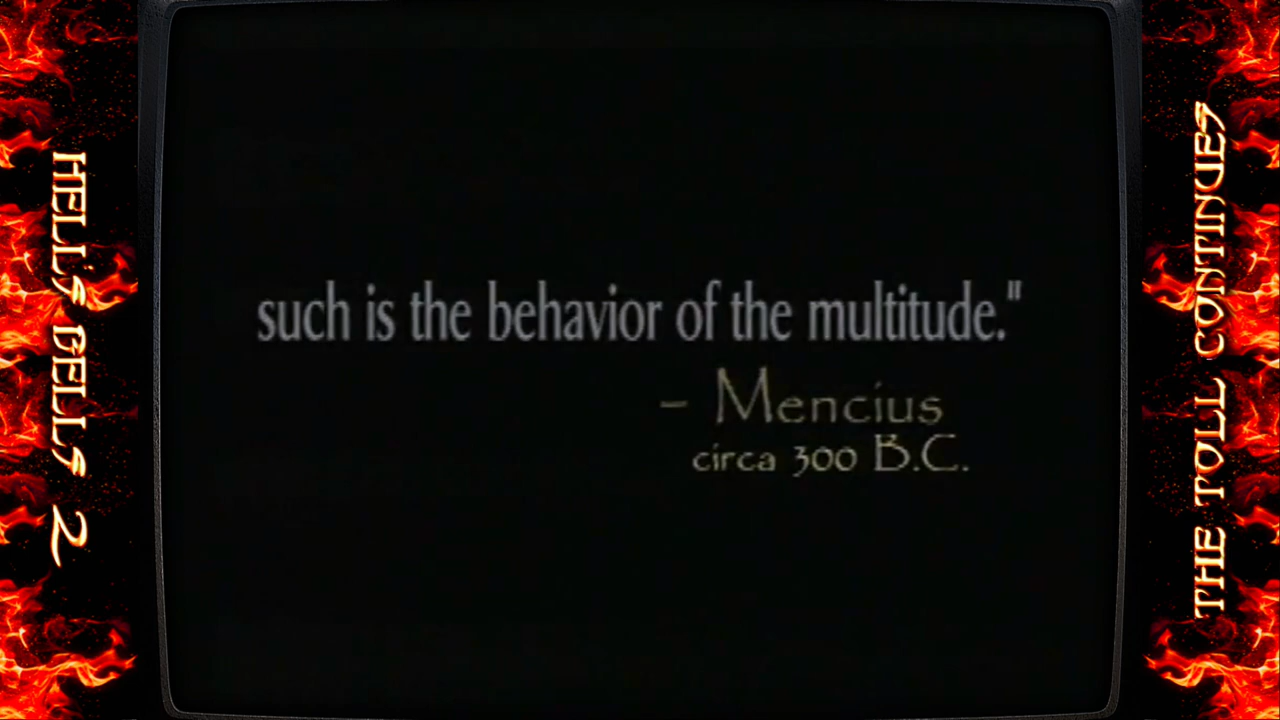 HELL'S BELLS 2
such is the behavior of the multitude."
– Mencius
circa 300 B.C.
THE TOLL CONTINUES